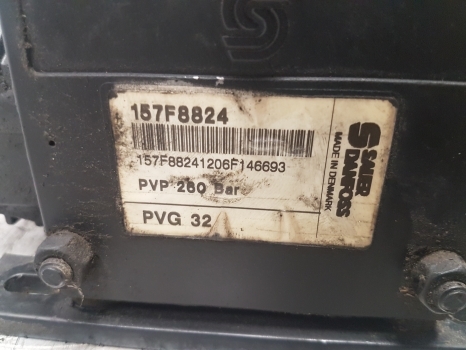 157F8824
157F88241206F146693
PVP 260 Bar
PVG 32
SAUER
DANFOSS
MADE IN DENMARK